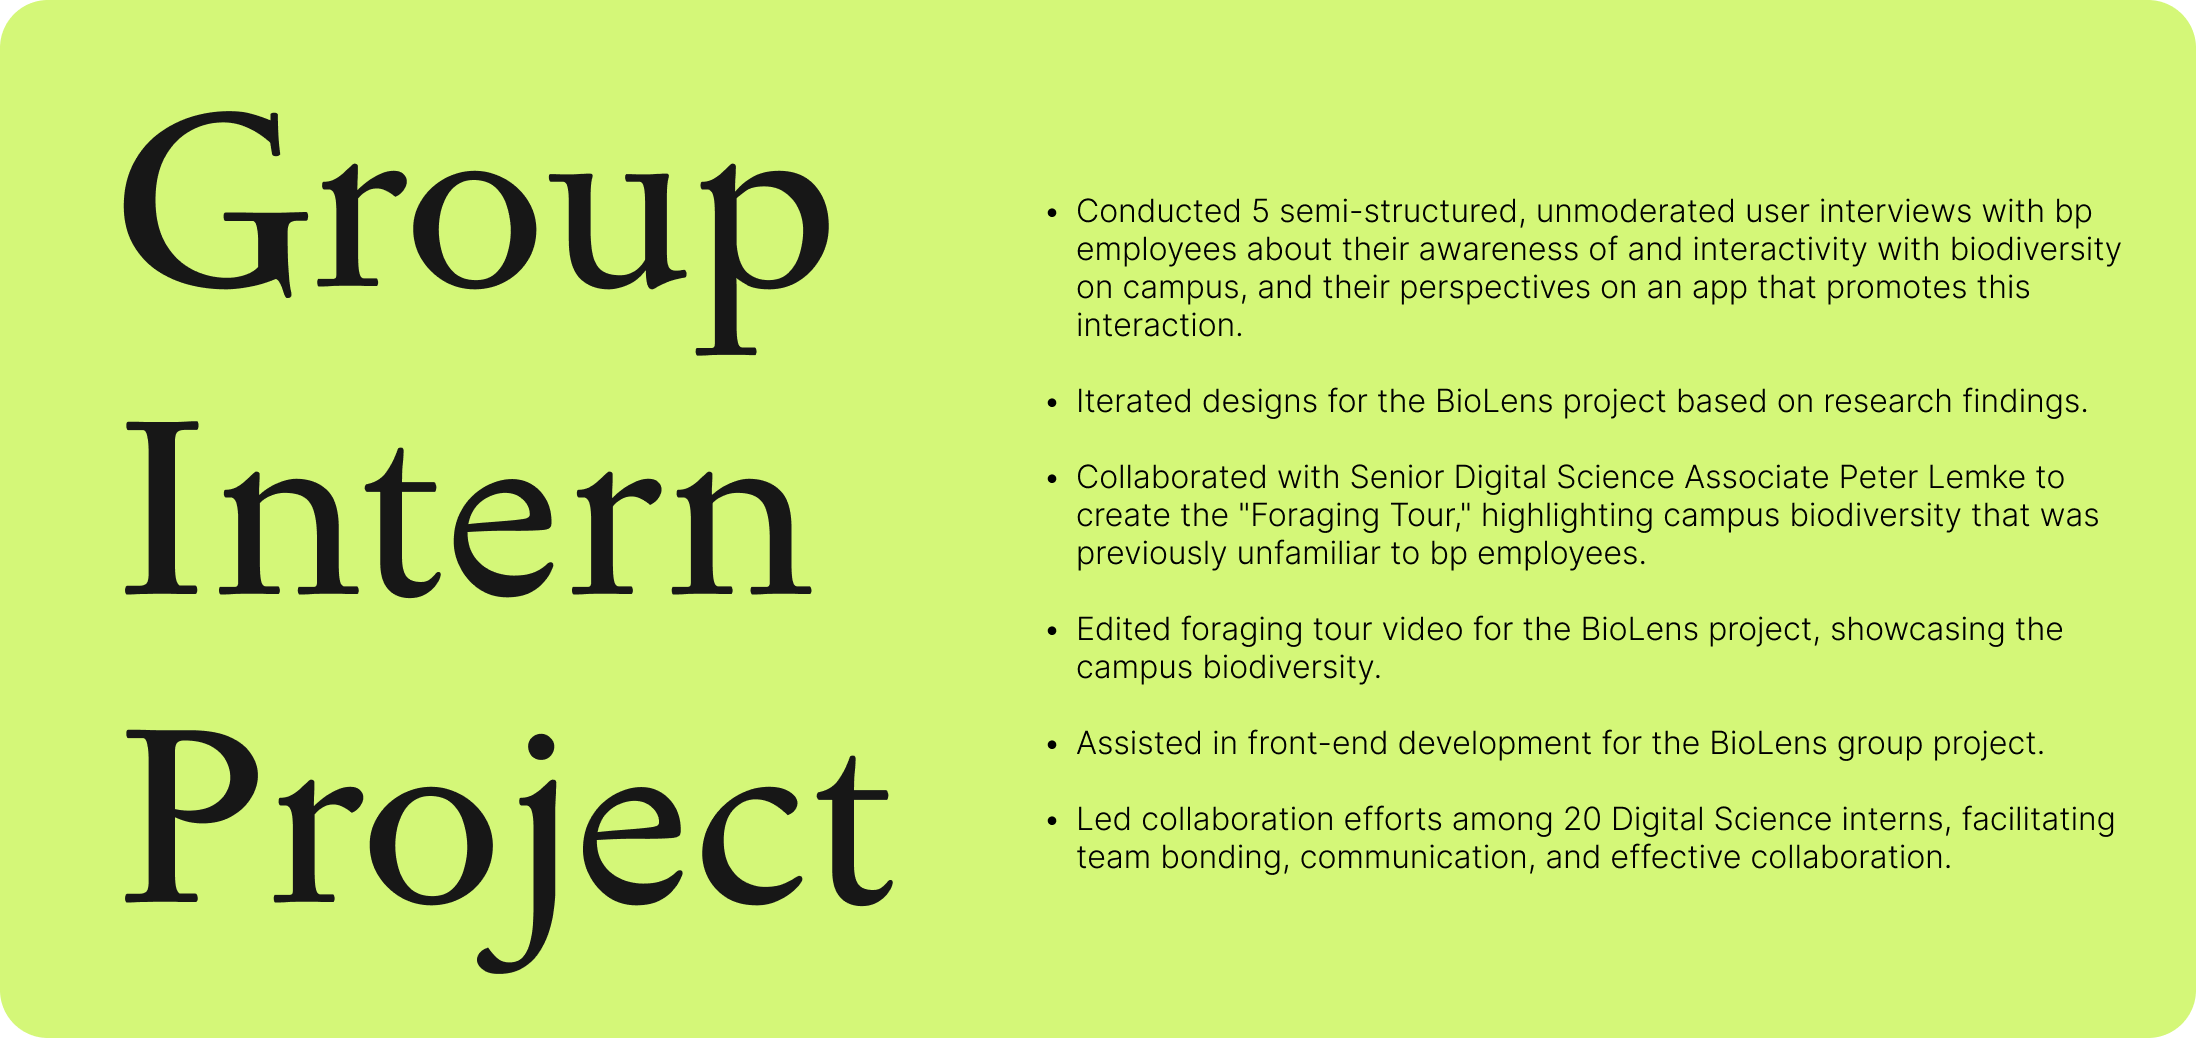 Group
Intern
Project
• Conducted 5 semi-structured, unmoderated user interviews with bp
employees about their awareness of and interactivity with biodiversity
on campus, and their perspectives on an app that promotes this
interaction.
• Iterated designs for the BioLens project based on research findings.
• Collaborated with Senior Digital Science Associate Peter Lemke to
create the "Foraging Tour," highlighting campus biodiversity that was
previously unfamiliar to bp employees.
• Edited foraging tour video for the BioLens project, showcasing the
campus biodiversity.
• Assisted in front-end development for the BioLens group project.
• Led collaboration efforts among 20 Digital Science interns, facilitating
team bonding, communication, and effective collaboration.